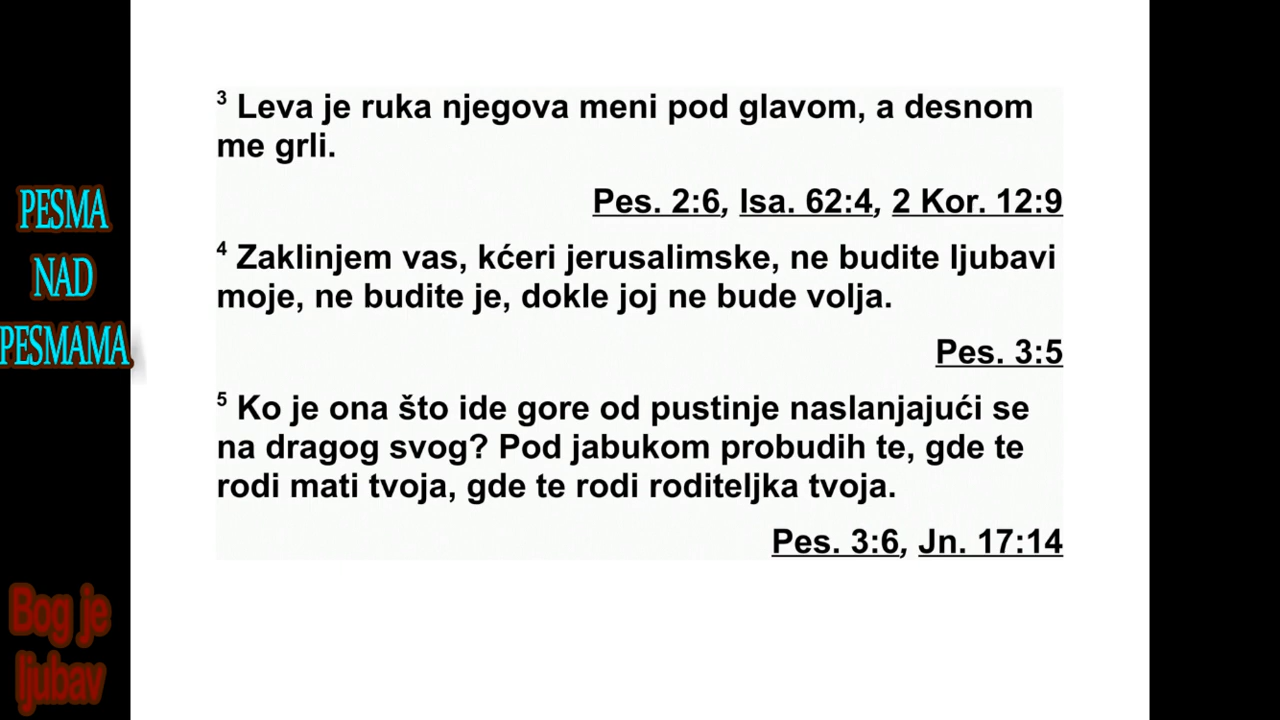 PESMA
NAD
PESMAMA
Bog je
ljubav
3 Leva je ruka njegova meni pod glavom, a desnom
me grli.
Pes. 2:6, Isa. 62:4, 2 Kor. 12:9
4 Zaklinjem vas, kćeri jerusalimske, ne budite ljubavi
moje, ne budite je, dokle joj ne bude volja.
Pes. 3:5
5 Ko je ona što ide gore od pustinje naslanjajući se
na dragog svog? Pod jabukom probudih te, gde te
rodi mati tvoja, gde te rodi roditeljka tvoja.
Pes. 3:6, Jn. 17:14